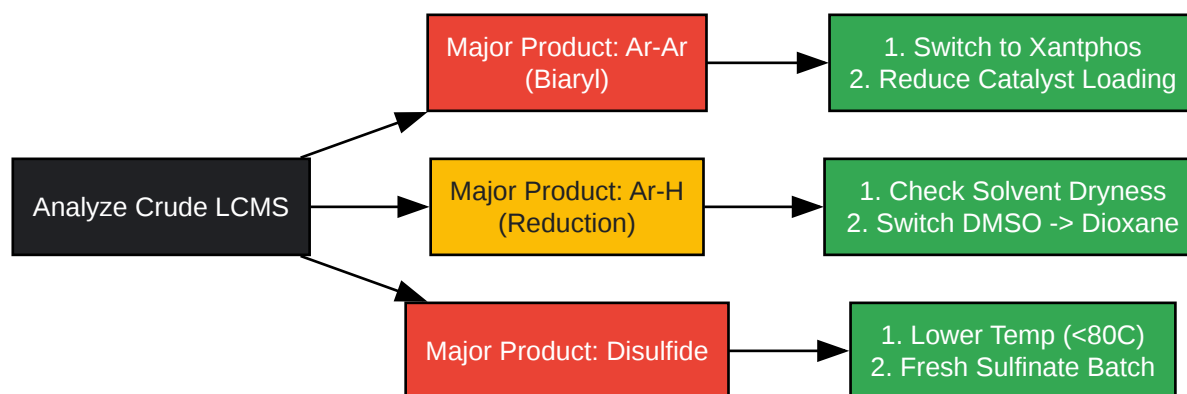 Analyze Crude LCMS
Major Product: Ar-Ar
(Biaryl)
1. Switch to Xantphos
2. Reduce Catalyst Loading
Major Product: Ar-H
(Reduction)
1. Check Solvent Dryness
2. Switch DMSO -> Dioxane
Major Product: Disulfide
1. Lower Temp (<80C)
2. Fresh Sulfinate Batch